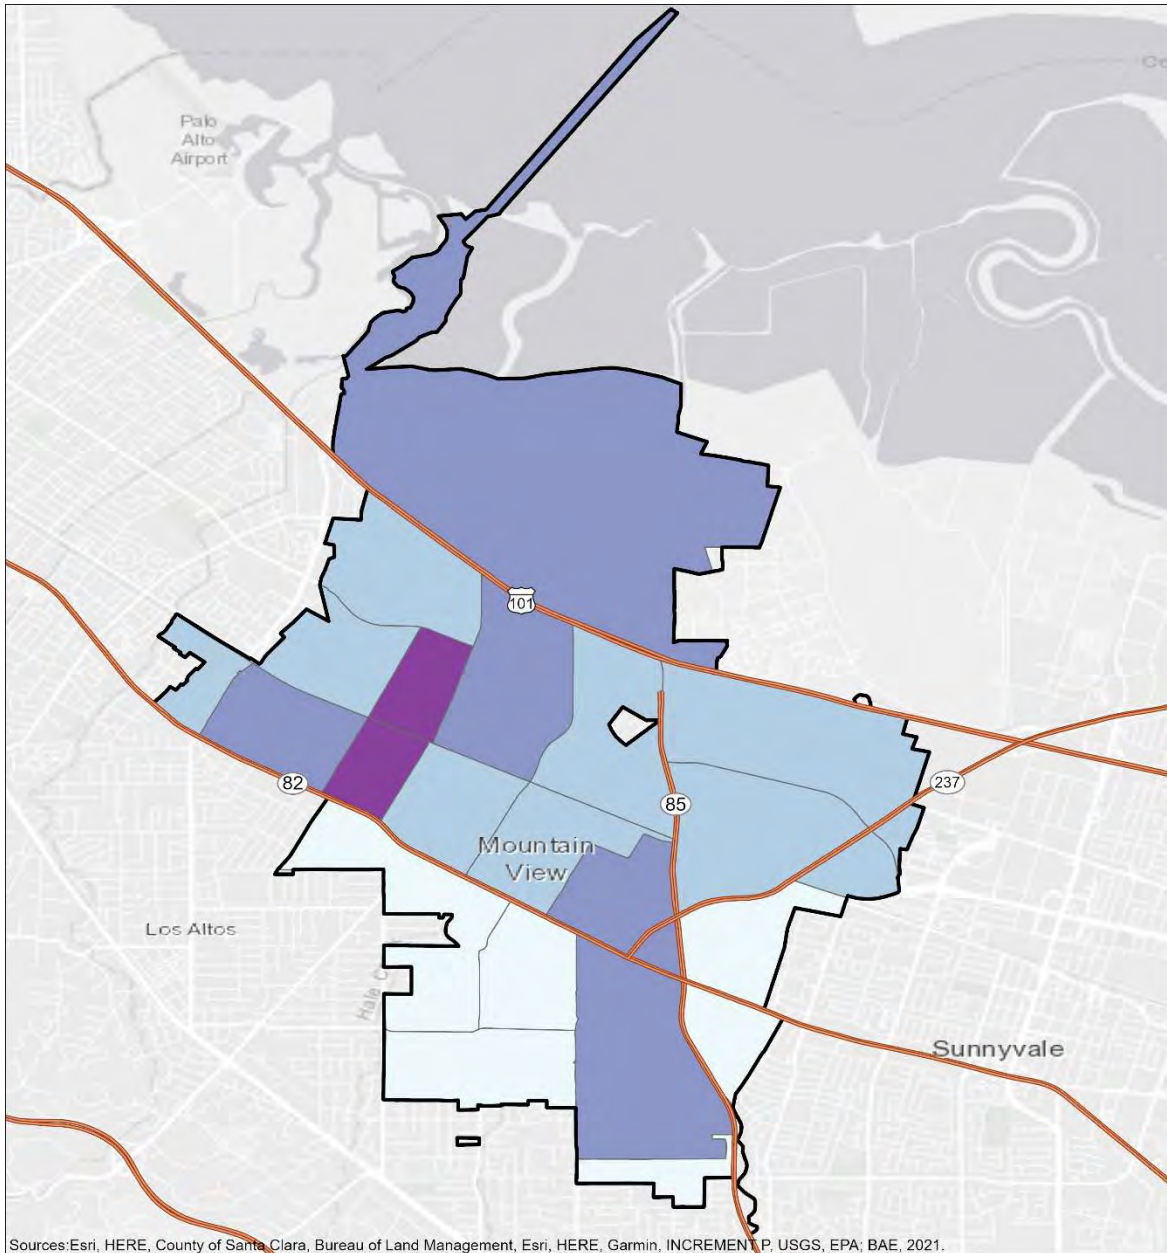 Palo
Alto
Airport
101
82
237
85
Mountain
View
Los Altos
Sunnyvale
Sources:Esri, HERE, County of Santa Clara, Bureau of Land Management, Esri, HERE, Garmin, INCREMENT P, USGS, EPA; BAE, 2021.